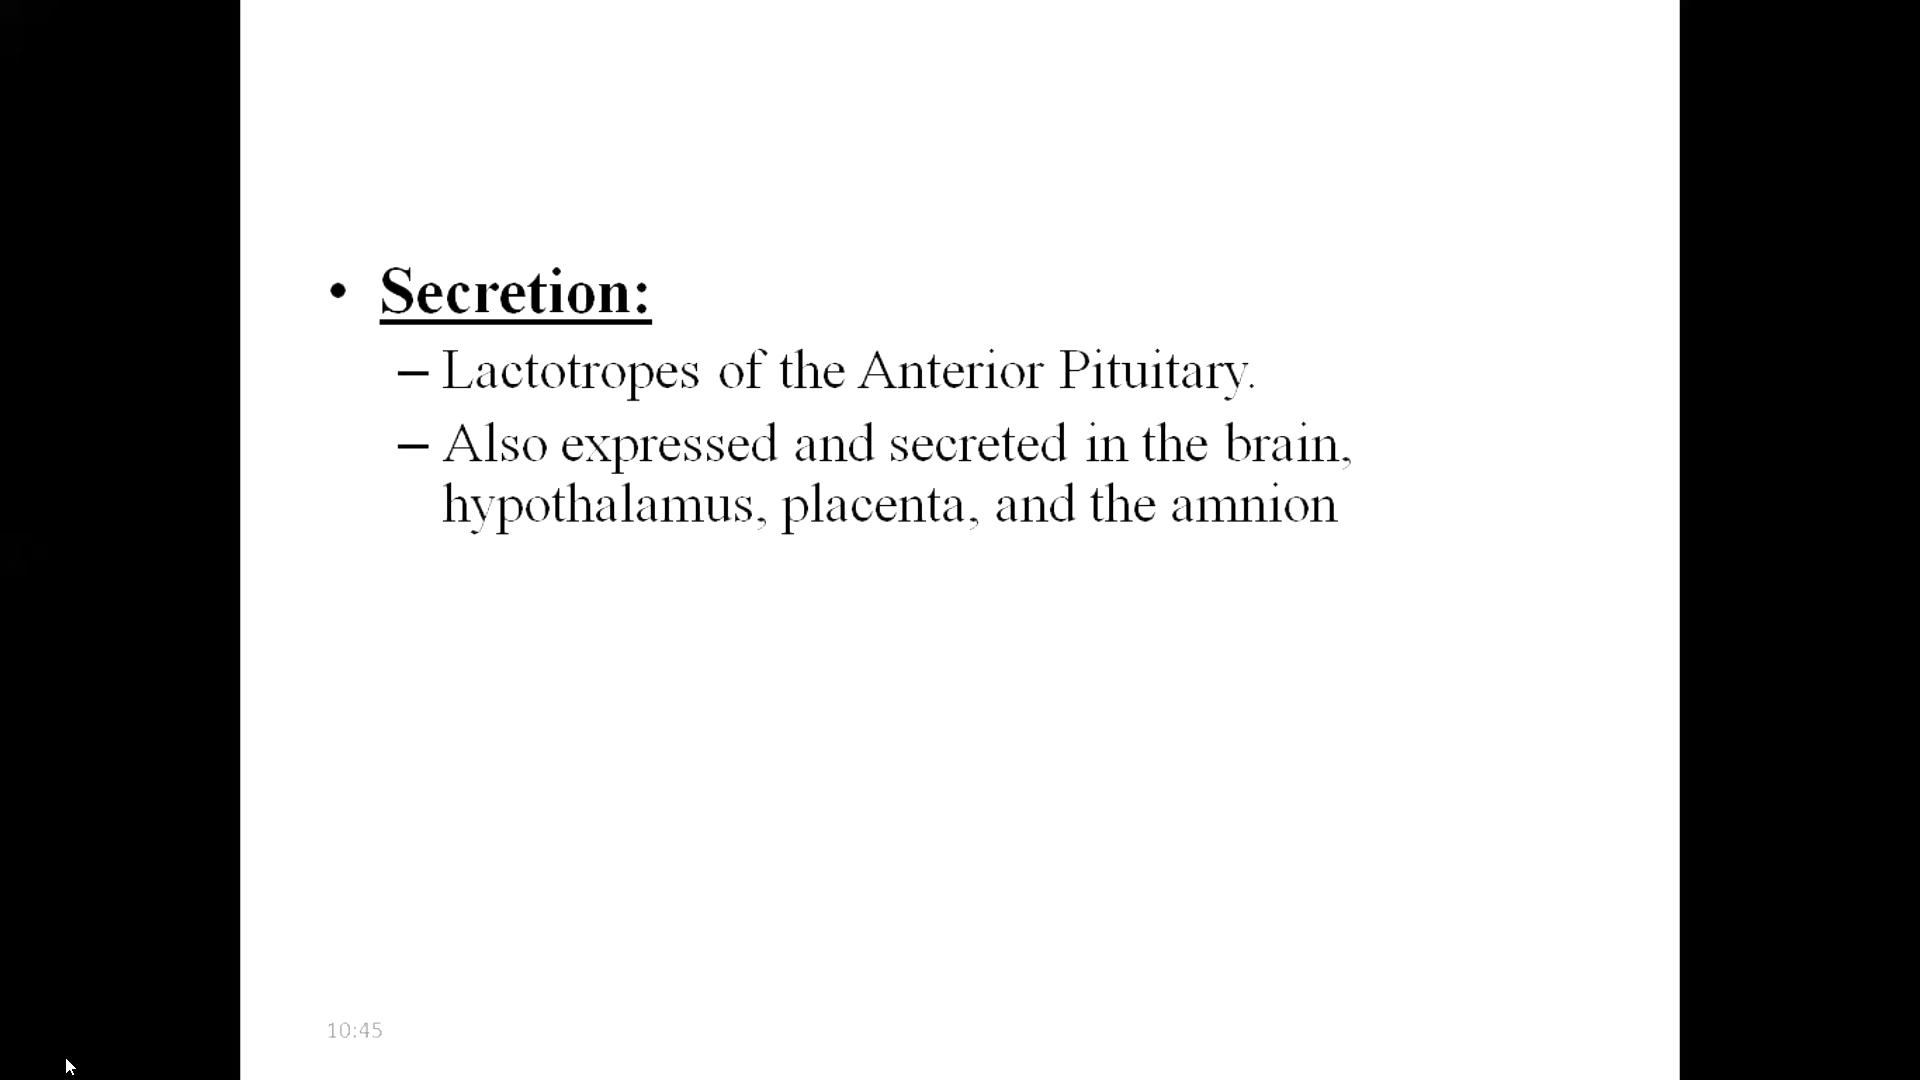 • Secretion:
– Lactotropes of the Anterior Pituitary.
– Also expressed and secreted in the brain,
hypothalamus, placenta, and the amnion
10:45